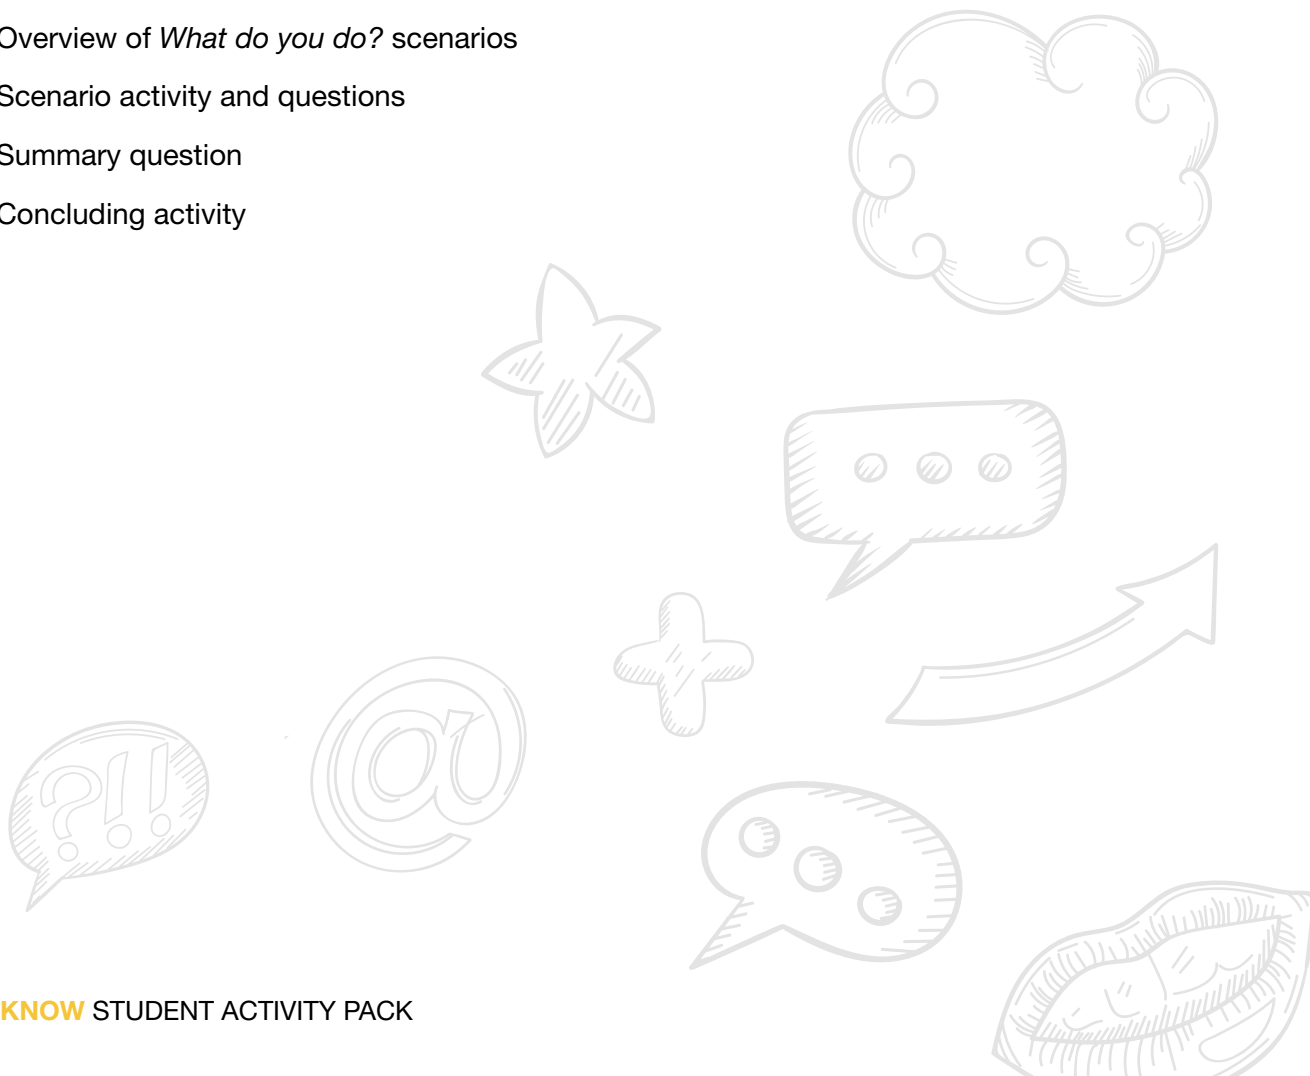 Overview of What do you do? scenarios
Scenario activity and questions
Summary question
Concluding activity
@
?!!
KNOW STUDENT ACTIVITY PACK